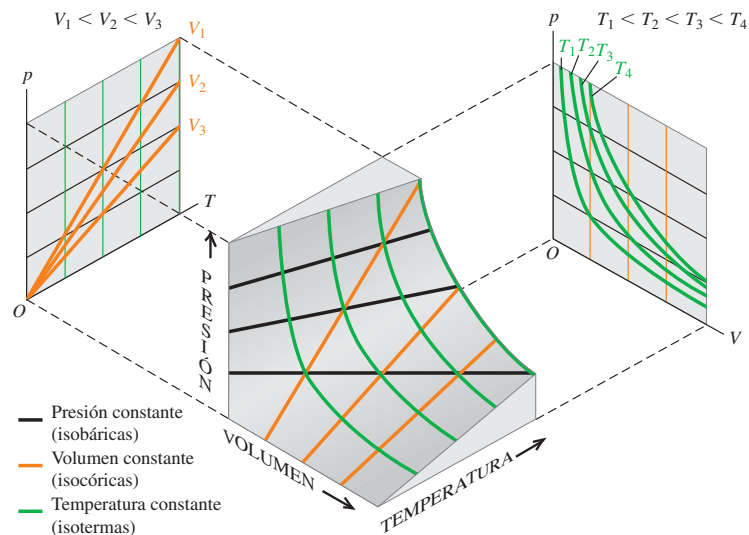 V₁ < V₂ < V₃
V₁
p
V₂
V₃
T
O
p
T₁ < T₂ < T₃ < T₄
T₁ T₂ T₃
T₄
O
V
PRESIÓN
VOLUMEN
TEMPERATURA
Presión constante
(isobáricas)
Volumen constante
(isocóricas)
Temperatura constante
(isotermas)